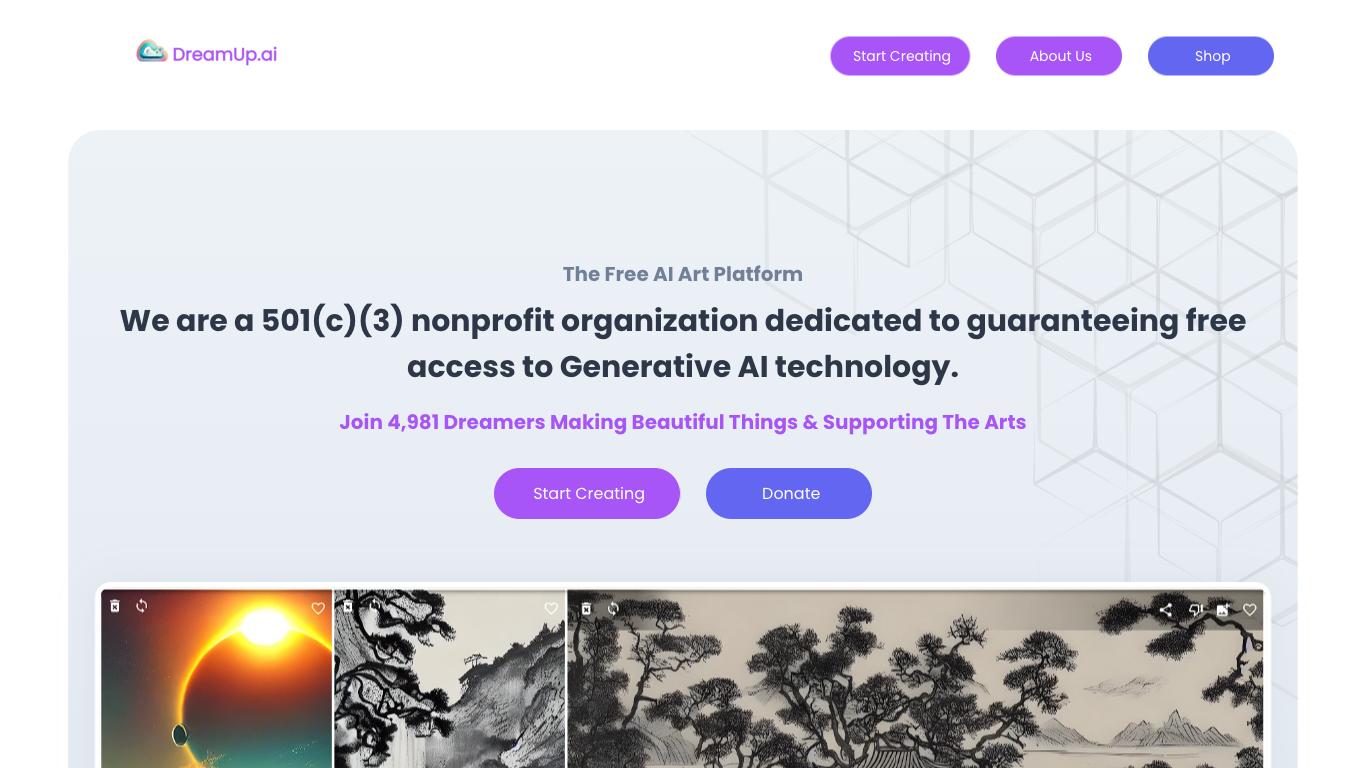 DreamUp.ai
Start Creating
About Us
Shop
The Free AI Art Platform
We are a 501(c)(3) nonprofit organization dedicated to guaranteeing free
access to Generative AI technology.
Join 4,981 Dreamers Making Beautiful Things & Supporting The Arts
Start Creating
Donate